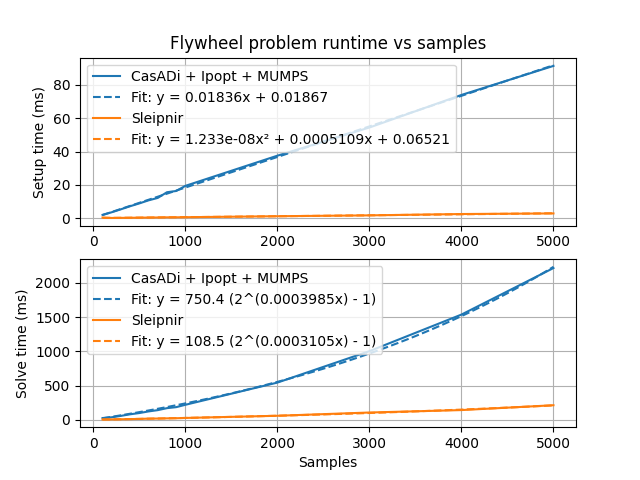 Flywheel problem runtime vs samples
Setup time (ms)
80
60
40
20
0
CasADi + Ipopt + MUMPS
Fit: y = 0.01836x + 0.01867
Sleipnir
Fit: y = 1.233e-08x² + 0.0005109x + 0.06521
0 1000 2000 3000 4000 5000
Solve time (ms)
2000
1500
1000
500
0
CasADi + Ipopt + MUMPS
Fit: y = 750.4 (2^(0.0003985x) - 1)
Sleipnir
Fit: y = 108.5 (2^(0.0003105x) - 1)
0 1000 2000 3000 4000 5000
Samples